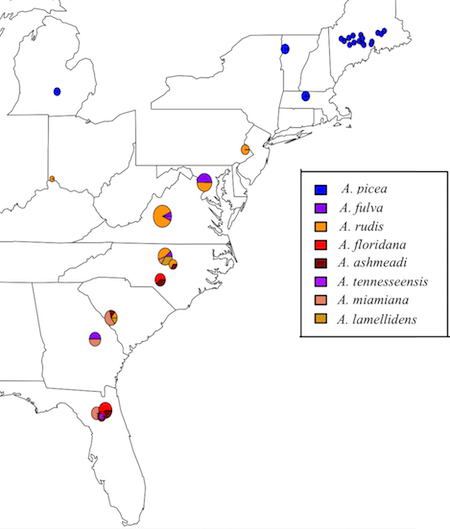 A. picea
A. fulva
A. rudis
A. floridana
A. ashmeadi
A. tennesseensis
A. miamiana
A. lamellidens